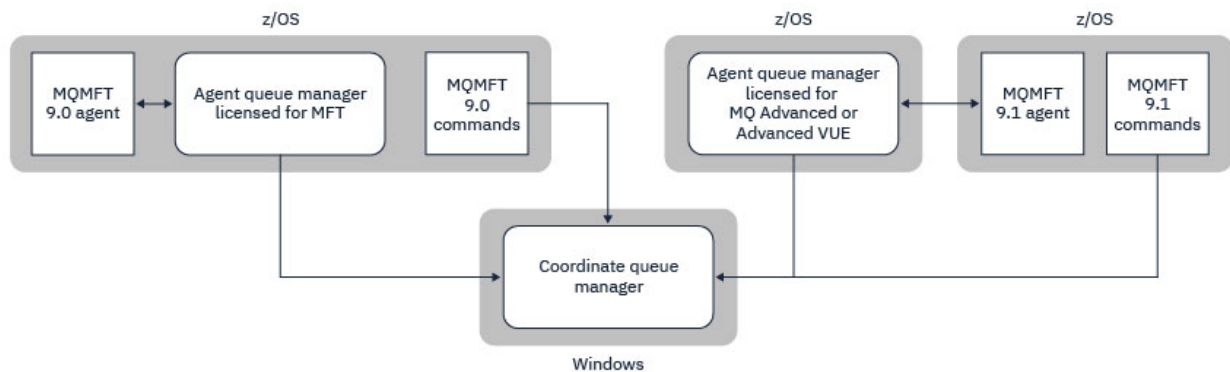 z/OS
z/OS
z/OS
MQMFT
9.0 agent
Agent queue manager
licensed for MFT
MQMFT
9.0
commands
Agent queue manager
licensed for
MQ Advanced or
Advanced VUE
MQMFT
9.1 agent
MQMFT
9.1
commands
Coordinate queue
manager
Windows